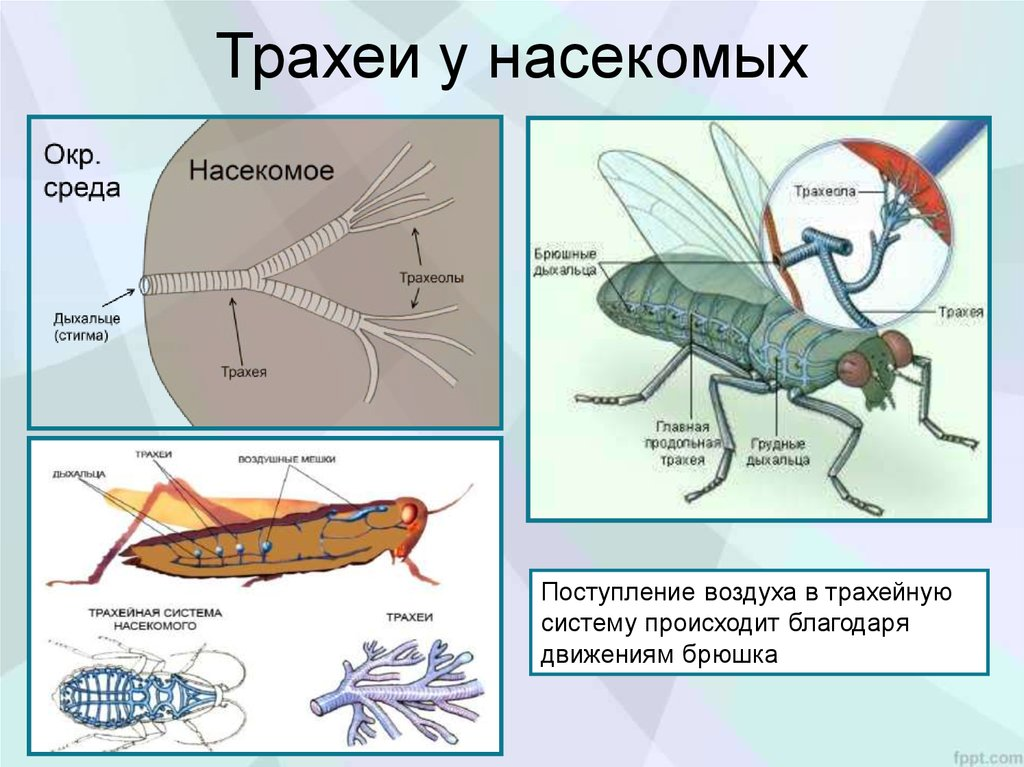 Трахеи у насекомых
Окр.
среда
Насекомое
Трахеолы
Дыхальце
(стигма)
Трахея
Трахеола
Брюшные
дыхальца
Трахея
Главная
продольная
трахея
Грудные
дыхальца
ТРАХЕИ
ВОЗДУШНЫЕ МЕШКИ
ДЫХАЛЬЦА
ТРАХЕЙНАЯ СИСТЕМА
НАСЕКОМОГО
ТРАХЕИ
Поступление воздуха в трахейную
систему происходит благодаря
движениям брюшка
fppt.com